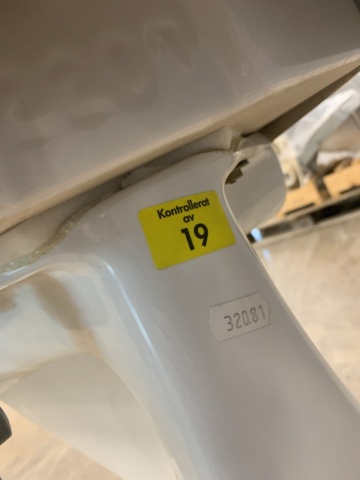 Kontrollerat
av
19
320.81